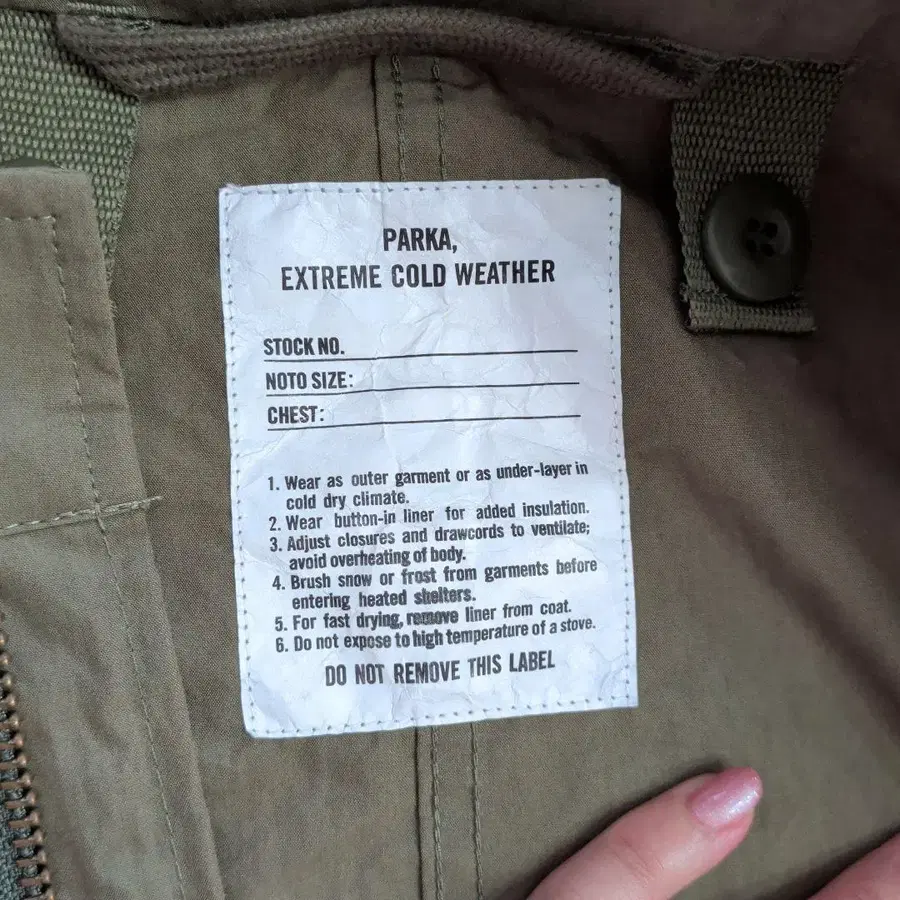 PARKA,
EXTREME COLD WEATHER
STOCK NO.
NOTO SIZE:
CHEST:
1. Wear as outer garment or as under-layer in
cold dry climate.
2. Wear button-in liner for added insulation.
3. Adjust closures and drawcords to ventilate;
avoid overheating of body.
4. Brush snow or frost from garments before
entering heated shelters.
5. For fast drying, remove liner from coat.
6. Do not expose to high temperature of a stove.
DO NOT REMOVE THIS LABEL